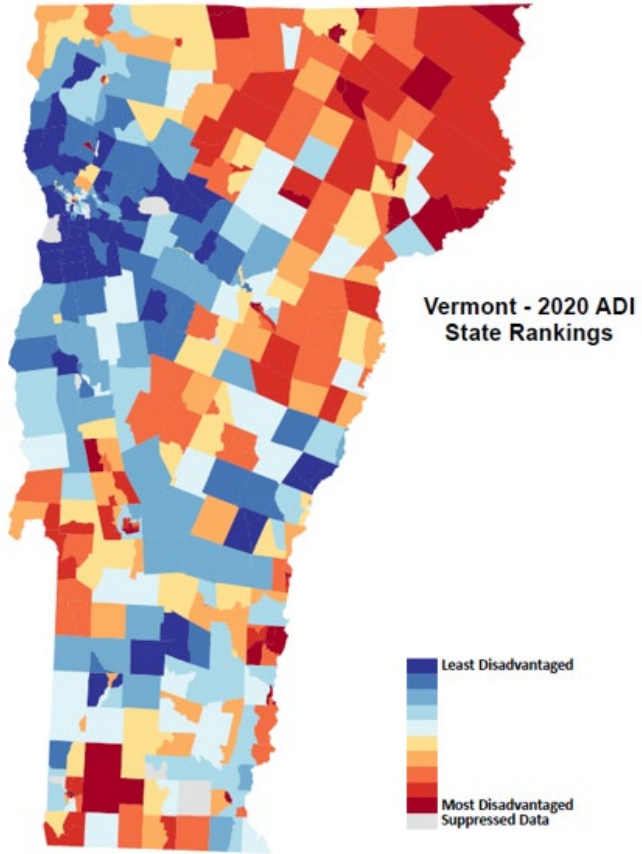 Vermont - 2020 ADI
State Rankings
Least Disadvantaged
Most Disadvantaged
Suppressed Data